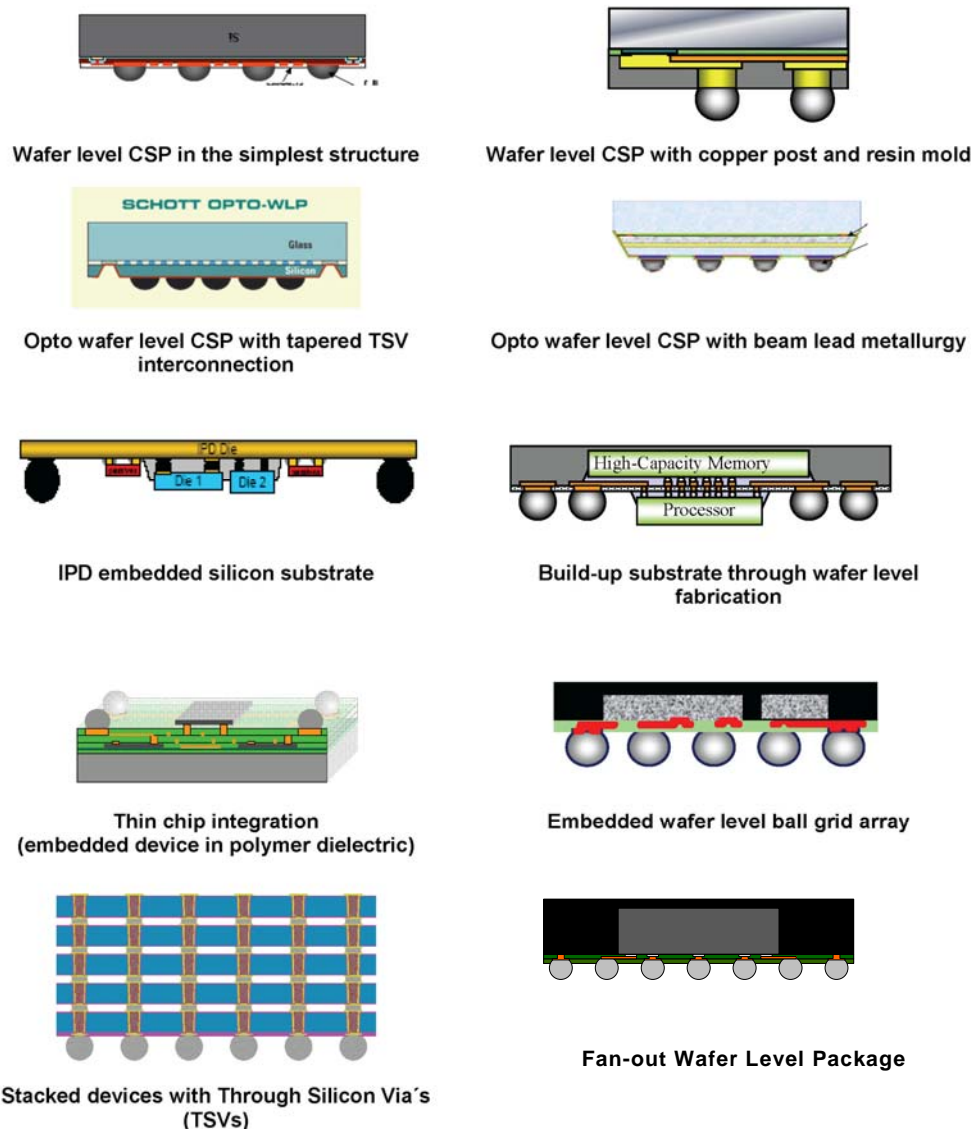 Wafer level CSP in the simplest structure
Wafer level CSP with copper post and resin mold
SCHOTT OPTO-WLP
Glass
Silicon
Opto wafer level CSP with tapered TSV
interconnection
Opto wafer level CSP with beam lead metallurgy
IPD Die
Die 1
Die 2
IPD embedded silicon substrate
High-Capacity Memory
Processor
Build-up substrate through wafer level
fabrication
Thin chip integration
(embedded device in polymer dielectric)
Embedded wafer level ball grid array
Stacked devices with Through Silicon Via´s
(TSVs)
Fan-out Wafer Level Package